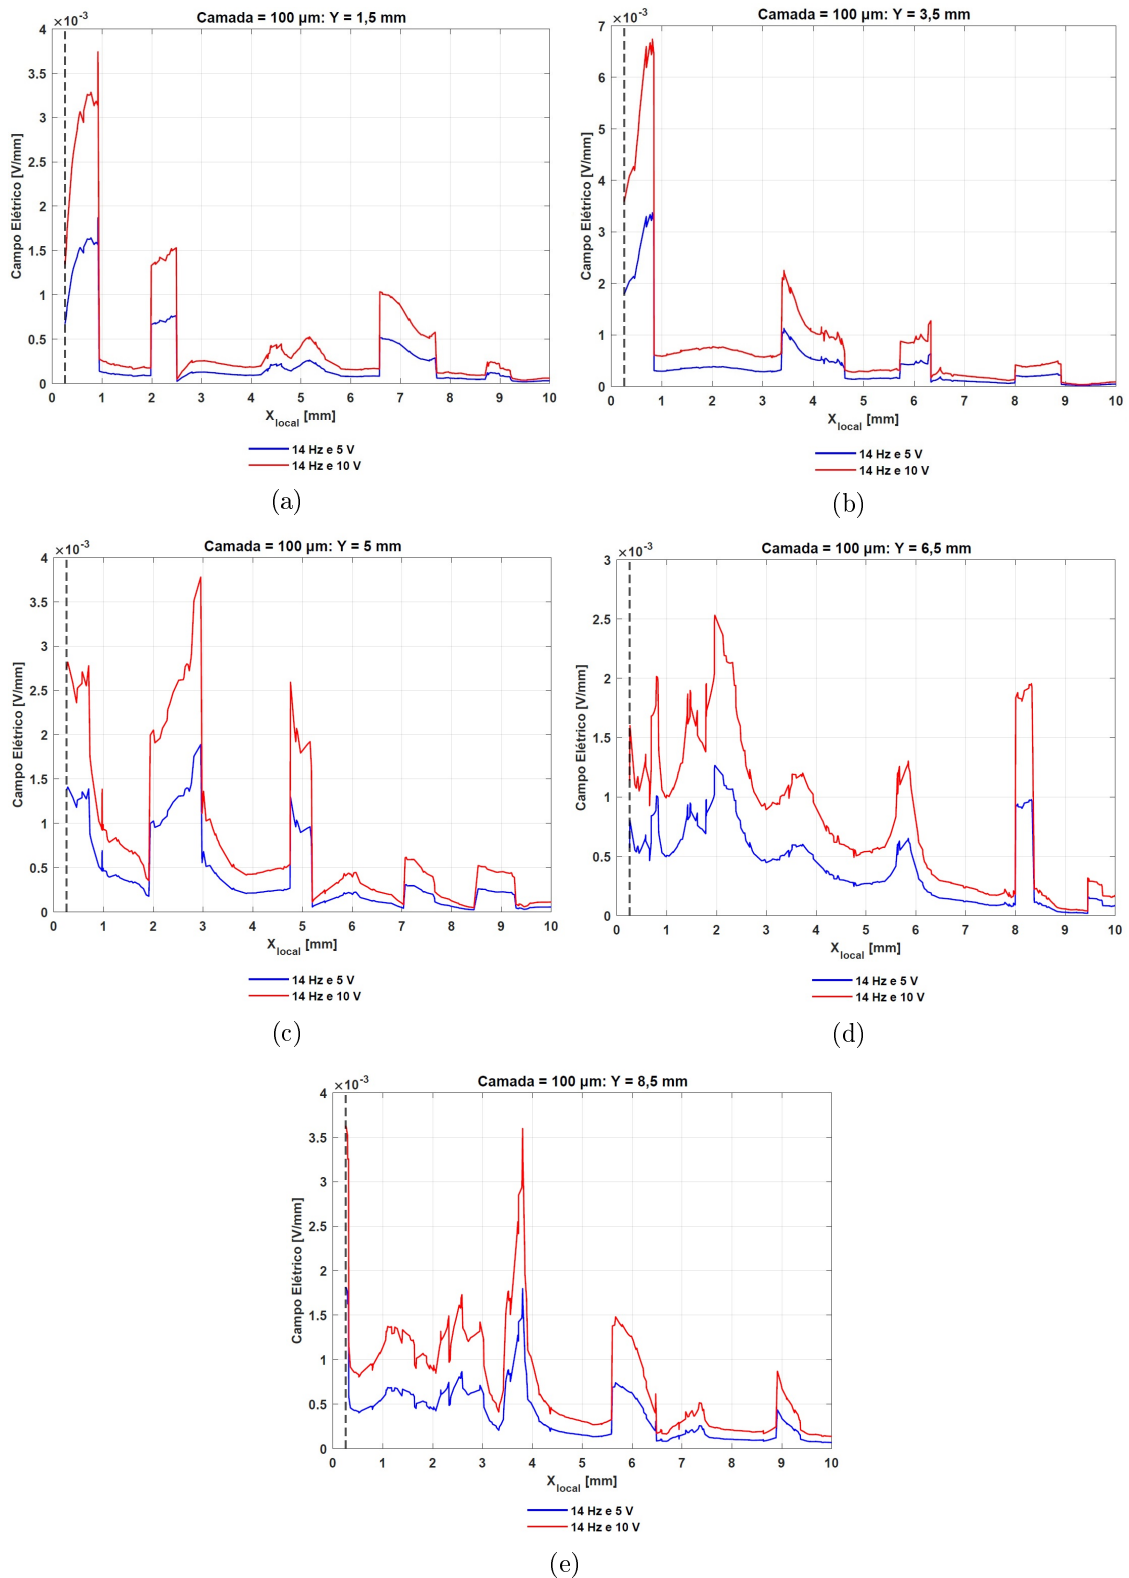 Camada = 100 µm: Y = 1,5 mm
×10⁻³
Campo Elétrico [V/mm]
4
3.5
3
2.5
2
1.5
1
0.5
0
0 1 2 3 4 5 6 7 8 9 10
X_local [mm]
14 Hz e 5 V
14 Hz e 10 V
(a)
Camada = 100 µm: Y = 3,5 mm
×10⁻³
Campo Elétrico [V/mm]
7
6
5
4
3
2
1
0
0 1 2 3 4 5 6 7 8 9 10
X_local [mm]
14 Hz e 5 V
14 Hz e 10 V
(b)
Camada = 100 µm: Y = 5 mm
×10⁻³
Campo Elétrico [V/mm]
4
3.5
3
2.5
2
1.5
1
0.5
0
0 1 2 3 4 5 6 7 8 9 10
X_local [mm]
14 Hz e 5 V
14 Hz e 10 V
(c)
Camada = 100 µm: Y = 6,5 mm
×10⁻³
Campo Elétrico [V/mm]
3
2.5
2
1.5
1
0.5
0
0 1 2 3 4 5 6 7 8 9 10
X_local [mm]
14 Hz e 5 V
14 Hz e 10 V
(d)
Camada = 100 µm: Y = 8,5 mm
×10⁻³
Campo Elétrico [V/mm]
4
3.5
3
2.5
2
1.5
1
0.5
0
0 1 2 3 4 5 6 7 8 9 10
X_local [mm]
14 Hz e 5 V
14 Hz e 10 V
(e)